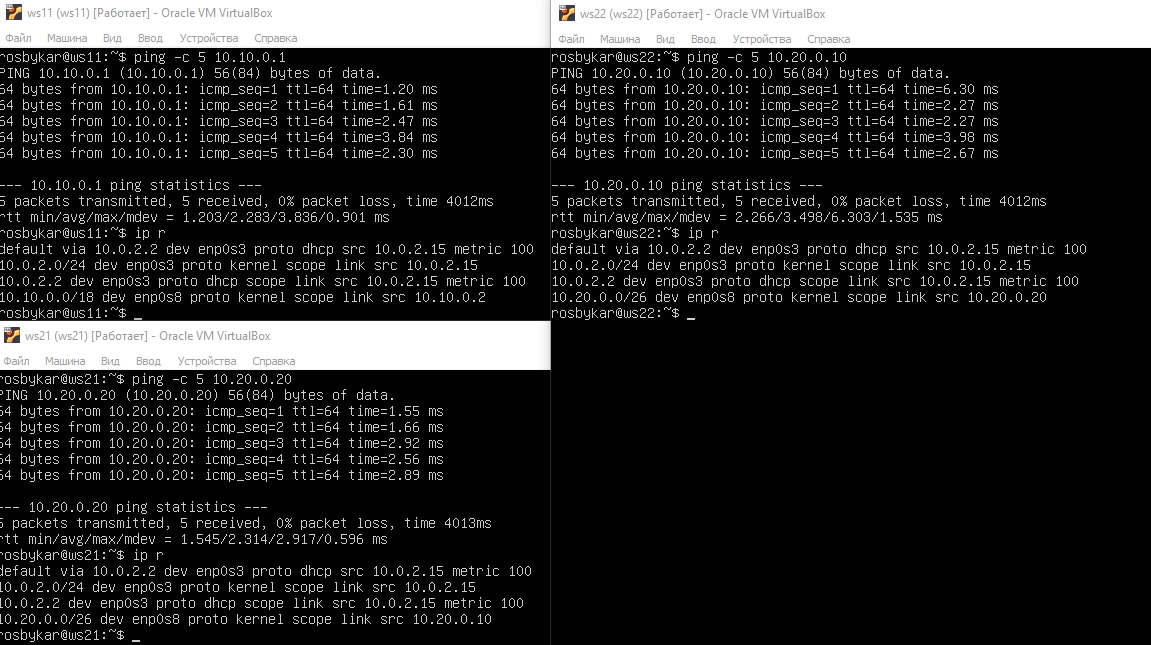 ws11 (ws11) [Работает] - Oracle VM VirtualBox
Файл Машина Вид Ввод Устройства Справка
rosbykar@ws11:~$ ping -c 5 10.10.0.1
PING 10.10.0.1 (10.10.0.1) 56(84) bytes of data.
64 bytes from 10.10.0.1: icmp_seq=1 ttl=64 time=1.20 ms
64 bytes from 10.10.0.1: icmp_seq=2 ttl=64 time=1.61 ms
64 bytes from 10.10.0.1: icmp_seq=3 ttl=64 time=2.47 ms
64 bytes from 10.10.0.1: icmp_seq=4 ttl=64 time=3.84 ms
64 bytes from 10.10.0.1: icmp_seq=5 ttl=64 time=2.30 ms
--- 10.10.0.1 ping statistics ---
5 packets transmitted, 5 received, 0% packet loss, time 4012ms
rtt min/avg/max/mdev = 1.203/2.283/3.836/0.901 ms
rosbykar@ws11:~$ ip r
default via 10.0.2.2 dev enp0s3 proto dhcp src 10.0.2.15 metric 100
10.0.2.0/24 dev enp0s3 proto kernel scope link src 10.0.2.15
10.0.2.2 dev enp0s3 proto dhcp scope link src 10.0.2.15 metric 100
10.10.0.0/18 dev enp0s8 proto kernel scope link src 10.10.0.2
rosbykar@ws11:~$ _
ws21 (ws21) [Работает] - Oracle VM VirtualBox
Файл Машина Вид Ввод Устройства Справка
rosbykar@ws21:~$ ping -c 5 10.20.0.20
PING 10.20.0.20 (10.20.0.20) 56(84) bytes of data.
64 bytes from 10.20.0.20: icmp_seq=1 ttl=64 time=1.55 ms
64 bytes from 10.20.0.20: icmp_seq=2 ttl=64 time=1.66 ms
64 bytes from 10.20.0.20: icmp_seq=3 ttl=64 time=2.92 ms
64 bytes from 10.20.0.20: icmp_seq=4 ttl=64 time=2.56 ms
64 bytes from 10.20.0.20: icmp_seq=5 ttl=64 time=2.89 ms
--- 10.20.0.20 ping statistics ---
5 packets transmitted, 5 received, 0% packet loss, time 4013ms
rtt min/avg/max/mdev = 1.545/2.314/2.917/0.596 ms
rosbykar@ws21:~$ ip r
default via 10.0.2.2 dev enp0s3 proto dhcp src 10.0.2.15 metric 100
10.0.2.0/24 dev enp0s3 proto kernel scope link src 10.0.2.15
10.0.2.2 dev enp0s3 proto dhcp scope link src 10.0.2.15 metric 100
10.20.0.0/26 dev enp0s8 proto kernel scope link src 10.20.0.10
rosbykar@ws21:~$ _
ws22 (ws22) [Работает] - Oracle VM VirtualBox
Файл Машина Вид Ввод Устройства Справка
rosbykar@ws22:~$ ping -c 5 10.20.0.10
PING 10.20.0.10 (10.20.0.10) 56(84) bytes of data.
64 bytes from 10.20.0.10: icmp_seq=1 ttl=64 time=6.30 ms
64 bytes from 10.20.0.10: icmp_seq=2 ttl=64 time=2.27 ms
64 bytes from 10.20.0.10: icmp_seq=3 ttl=64 time=2.27 ms
64 bytes from 10.20.0.10: icmp_seq=4 ttl=64 time=3.98 ms
64 bytes from 10.20.0.10: icmp_seq=5 ttl=64 time=2.67 ms
--- 10.20.0.10 ping statistics ---
5 packets transmitted, 5 received, 0% packet loss, time 4012ms
rtt min/avg/max/mdev = 2.266/3.498/6.303/1.535 ms
rosbykar@ws22:~$ ip r
default via 10.0.2.2 dev enp0s3 proto dhcp src 10.0.2.15 metric 100
10.0.2.0/24 dev enp0s3 proto kernel scope link src 10.0.2.15
10.0.2.2 dev enp0s3 proto dhcp scope link src 10.0.2.15 metric 100
10.20.0.0/26 dev enp0s8 proto kernel scope link src 10.20.0.20
rosbykar@ws22:~$ _